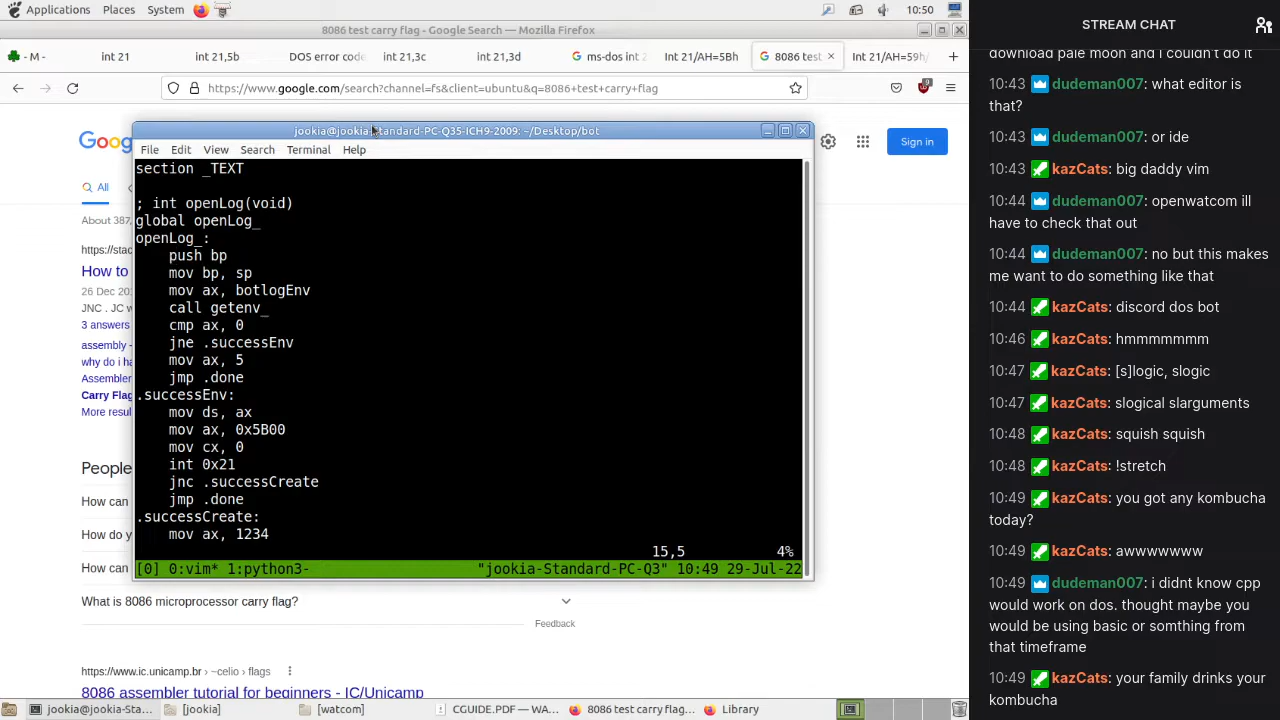 Applications Places System 10:50
8086 test carry flag - Google Search — Mozilla Firefox
- M - int 21 int 21,5b DOS error code int 21,3c int 21,3d ms-dos int 2 Int 21/AH=5Bh 8086 test Int 21/AH=59h/
https://www.google.com/search?channel=fs&client=ubuntu&q=8086+test+carry+flag
Goog Sign in
All
About 387,
https://stac
How to
26 Dec 20
JNC . JC w
3 answers
assembly -
why do i ha
Assembler
Carry Flag
More resul
People
How can
How do y
How can
What is 8086 microprocessor carry flag?
Feedback
https://www.ic.unicamp.br › ~celio › flags
8086 assembler tutorial for beginners - IC/Unicamp
jookia@jookia-Standard-PC-Q35-ICH9-2009: ~/Desktop/bot
File Edit View Search Terminal Help
section _TEXT
; int openLog(void)
global openLog_
openLog_:
push bp
mov bp, sp
mov ax, botlogEnv
call getenv_
cmp ax, 0
jne .successEnv
mov ax, 5
jmp .done
.successEnv:
mov ds, ax
mov ax, 0x5B00
mov cx, 0
int 0x21
jnc .successCreate
jmp .done
.successCreate:
mov ax, 1234
15,5 4%
[0] 0:vim* 1:python3- "jookia-Standard-PC-Q3" 10:49 29-Jul-22
jookia@jookia-Sta... [jookia] [watcom] CGUIDE.PDF — WA... 8086 test carry flag... Library
STREAM CHAT
download pale moon and i couldn't do it
10:43 dudeman007: what editor is
that?
10:43 dudeman007: or ide
10:43 kazCats: big daddy vim
10:44 dudeman007: openwatcom ill
have to check that out
10:44 dudeman007: no but this makes
me want to do something like that
10:44 kazCats: discord dos bot
10:46 kazCats: hmmmmmmm
10:47 kazCats: [s]logic, slogic
10:47 kazCats: slogical slarguments
10:48 kazCats: squish squish
10:48 kazCats: !stretch
10:49 kazCats: you got any kombucha
today?
10:49 kazCats: awwwwwww
10:49 dudeman007: i didnt know cpp
would work on dos. thought maybe you
would be using basic or somthing from
that timeframe
10:49 kazCats: your family drinks your
kombucha